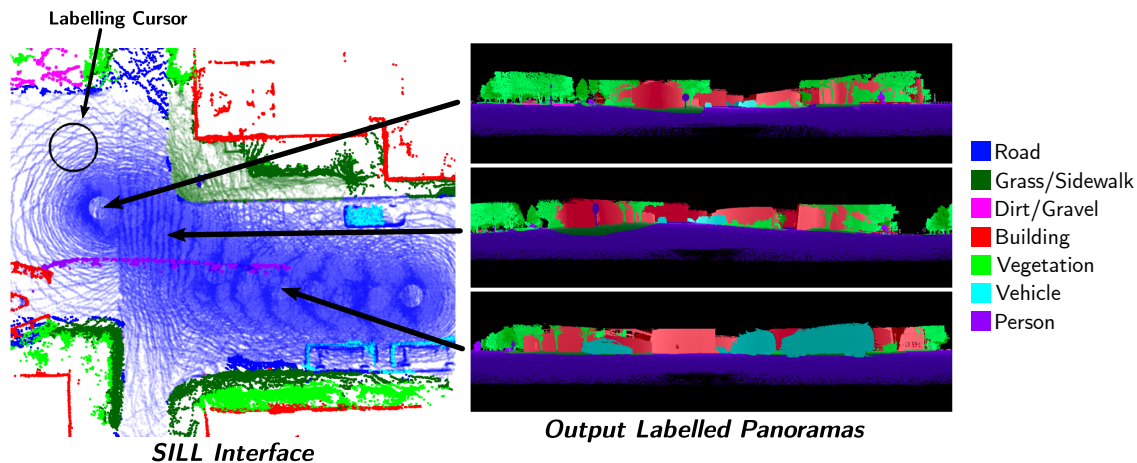 Labelling Cursor
Road
Grass/Sidewalk
Dirt/Gravel
Building
Vegetation
Vehicle
Person
SILL Interface
Output Labelled Panoramas